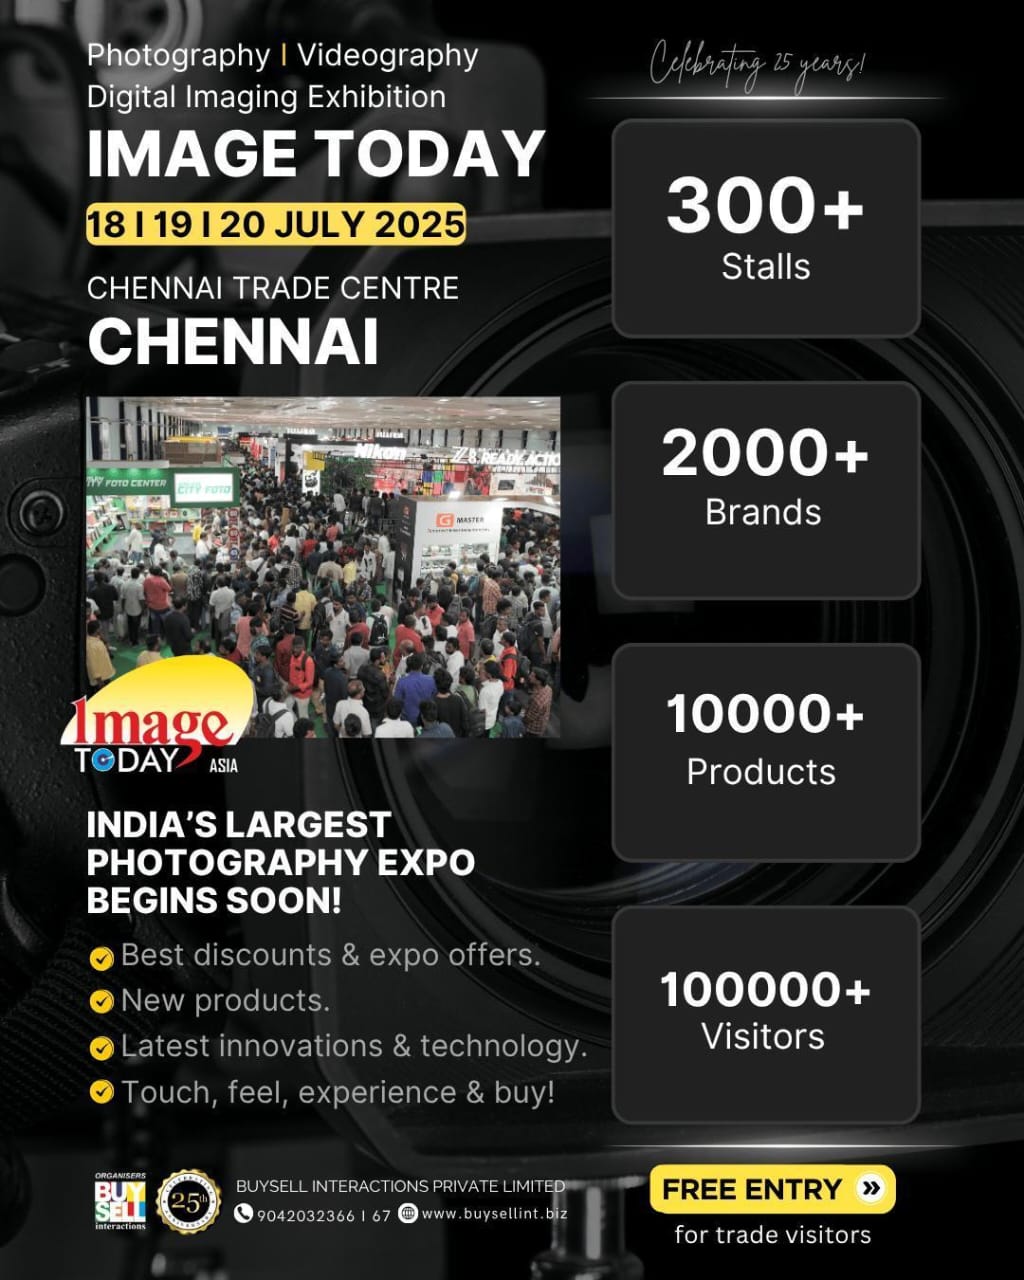 Photography | Videography
Digital Imaging Exhibition
IMAGE TODAY
18 | 19 | 20 JULY 2025
CHENNAI TRADE CENTRE
CHENNAI
Celebrating 25 years!
300+
Stalls
2000+
Brands
10000+
Products
100000+
Visitors
FOTO CENTER
CITY FOTO
Nikon
Z8 READY. ACTION
G MASTER
Image
TODAY ASIA
INDIA'S LARGEST
PHOTOGRAPHY EXPO
BEGINS SOON!
Best discounts & expo offers.
New products.
Latest innovations & technology.
Touch, feel, experience & buy!
ORGANISERS
BUY
SELL
interactions
25th
BUYSELL INTERACTIONS PRIVATE LIMITED
9042032366 | 67 www.buysellint.biz
FREE ENTRY »
for trade visitors